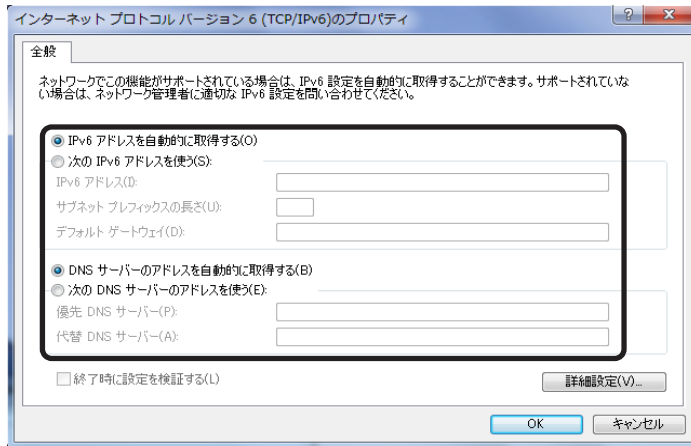 インターネット プロトコル バージョン 6 (TCP/IPv6)のプロパティ
全般
ネットワークでこの機能がサポートされている場合は、IPv6 設定を自動的に取得することができます。サポートされていな
い場合は、ネットワーク管理者に適切な IPv6 設定を問い合わせてください。
IPv6 アドレスを自動的に取得する(O)
次の IPv6 アドレスを使う(S):
IPv6 アドレス(I):
サブネット プレフィックスの長さ(U):
デフォルト ゲートウェイ(D):
DNS サーバーのアドレスを自動的に取得する(B)
次の DNS サーバーのアドレスを使う(E):
優先 DNS サーバー(P):
代替 DNS サーバー(A):
終了時に設定を検証する(L)
詳細設定(V)...
OK
キャンセル